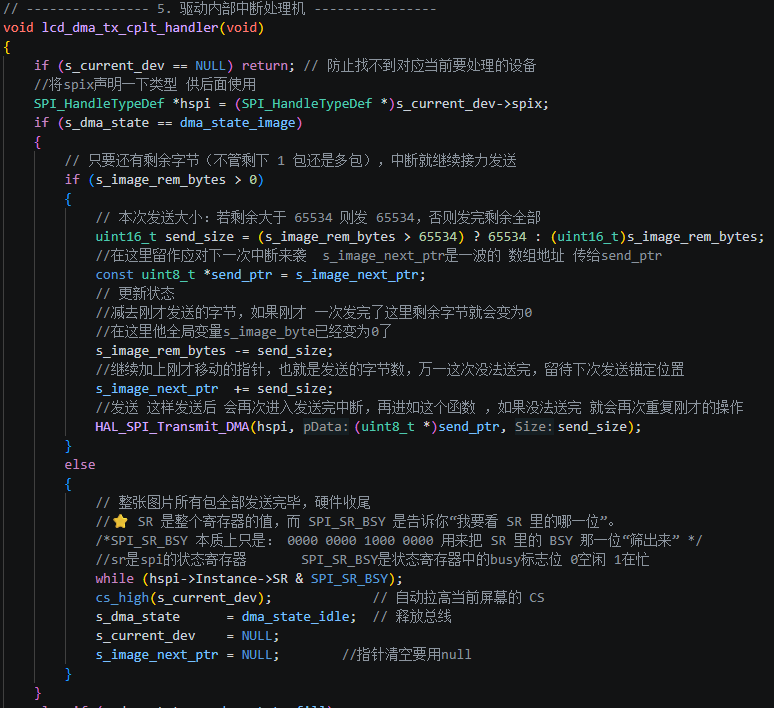 // ---------------- 5. 驱动内部中断处理机 ----------------
void lcd_dma_tx_cplt_handler(void)
{
    if (s_current_dev == NULL) return; // 防止找不到对应当前要处理的设备
    //将spix声明一下类型 供后面使用
    SPI_HandleTypeDef *hspi = (SPI_HandleTypeDef *)s_current_dev->spix;
    if (s_dma_state == dma_state_image)
    {
        // 只要还有剩余字节（不管剩下 1 包还是多包），中断就继续接力发送
        if (s_image_rem_bytes > 0)
        {
            // 本次发送大小：若剩余大于 65534 则发 65534，否则发完剩余全部
            uint16_t send_size = (s_image_rem_bytes > 65534) ? 65534 : (uint16_t)s_image_rem_bytes;
            //在这里留作应对下一次中断来袭  s_image_next_ptr是一波的 数组地址 传给send_ptr
            const uint8_t *send_ptr = s_image_next_ptr;
            // 更新状态
            //减去刚才发送的字节，如果刚才 一次发完了这里剩余字节就会变为0
            //在这里他全局变量s_image_byte已经变为0了
            s_image_rem_bytes -= send_size;
            //继续加上刚才移动的指针，也就是发送的字节数，万一这次没法送完，留待下次发送锚定位置
            s_image_next_ptr  += send_size;
            //发送 这样发送后 会再次进入发送完中断，再进如这个函数 ，如果没法送完 就会再次重复刚才的操作
            HAL_SPI_Transmit_DMA(hspi, pData:(uint8_t *)send_ptr, Size:send_size);
        }
        else
        {
            // 整张图片所有包全部发送完毕，硬件收尾
            //⭐ SR 是整个寄存器的值，而 SPI_SR_BSY 是告诉你“我要看 SR 里的哪一位”。
            /*SPI_SR_BSY 本质上只是： 0000 0000 1000 0000 用来把 SR 里的 BSY 那一位“筛出来” */
            //sr是spi的状态寄存器       SPI_SR_BSY是状态寄存器中的busy标志位 0空闲 1在忙
            while (hspi->Instance->SR & SPI_SR_BSY);
            cs_high(s_current_dev);             // 自动拉高当前屏幕的 CS
            s_dma_state      = dma_state_idle;  // 释放总线
            s_current_dev    = NULL;
            s_image_next_ptr = NULL;        //指针清空要用null
        }
    }